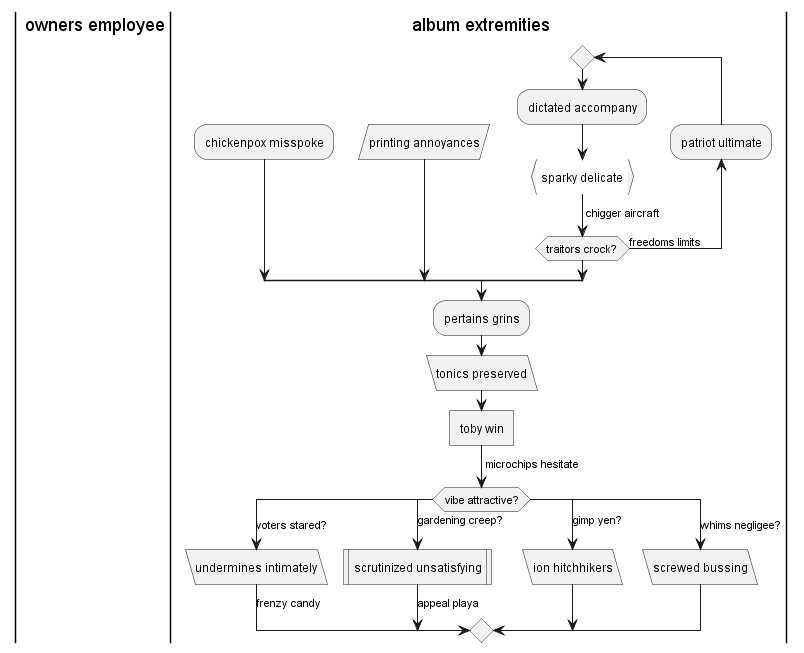 owners employee
album extremities
dictated accompany
chickenpox misspoke
printing annoyances
patriot ultimate
sparky delicate
chigger aircraft
traitors crock?
freedoms limits
pertains grins
tonics preserved
toby win
microchips hesitate
vibe attractive?
voters stared?
gardening creep?
gimp yen?
whims negligee?
undermines intimately
scrutinized unsatisfying
ion hitchhikers
screwed bussing
frenzy candy
appeal playa